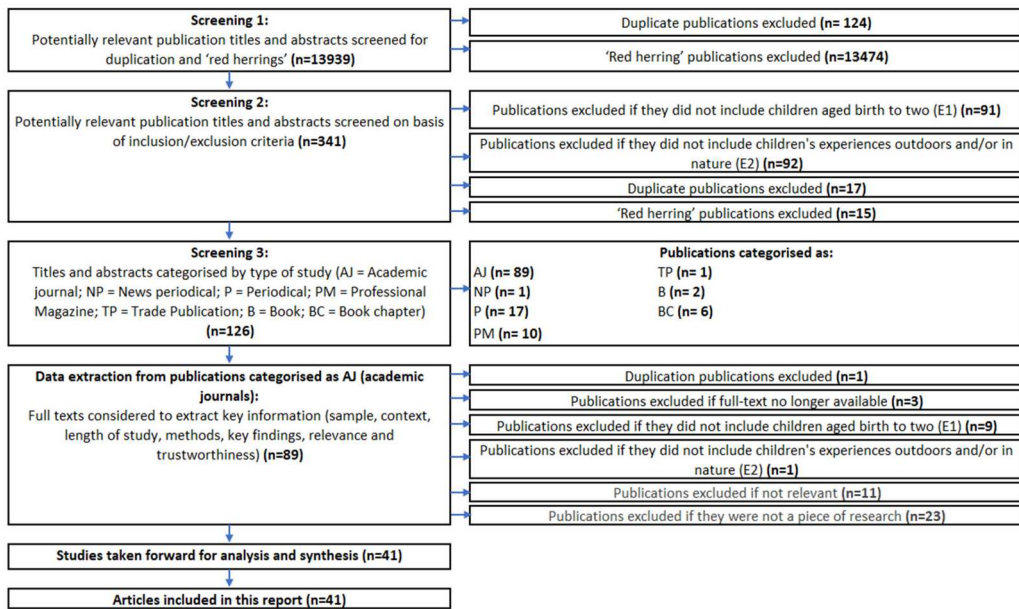 Screening 1:
Potentially relevant publication titles and abstracts screened for
duplication and ‘red herrings’ (n=13939)
Duplicate publications excluded (n= 124)
‘Red herring’ publications excluded (n=13474)
Screening 2:
Potentially relevant publication titles and abstracts screened on basis
of inclusion/exclusion criteria (n=341)
Publications excluded if they did not include children aged birth to two (E1) (n=91)
Publications excluded if they did not include children's experiences outdoors and/or in
nature (E2) (n=92)
Duplicate publications excluded (n=17)
‘Red herring’ publications excluded (n=15)
Screening 3:
Titles and abstracts categorised by type of study (AJ = Academic
journal; NP = News periodical; P = Periodical; PM = Professional
Magazine; TP = Trade Publication; B = Book; BC = Book chapter)
(n=126)
Publications categorised as:
AJ (n= 89)
NP (n= 1)
P (n= 17)
PM (n= 10)
TP (n= 1)
B (n= 2)
BC (n= 6)
Data extraction from publications categorised as AJ (academic
journals):
Full texts considered to extract key information (sample, context,
length of study, methods, key findings, relevance and
trustworthiness) (n=89)
Duplication publications excluded (n=1)
Publications excluded if full-text no longer available (n=3)
Publications excluded if they did not include children aged birth to two (E1) (n=9)
Publications excluded if they did not include children's experiences outdoors and/or in
nature (E2) (n=1)
Publications excluded if not relevant (n=11)
Publications excluded if they were not a piece of research (n=23)
Studies taken forward for analysis and synthesis (n=41)
Articles included in this report (n=41)